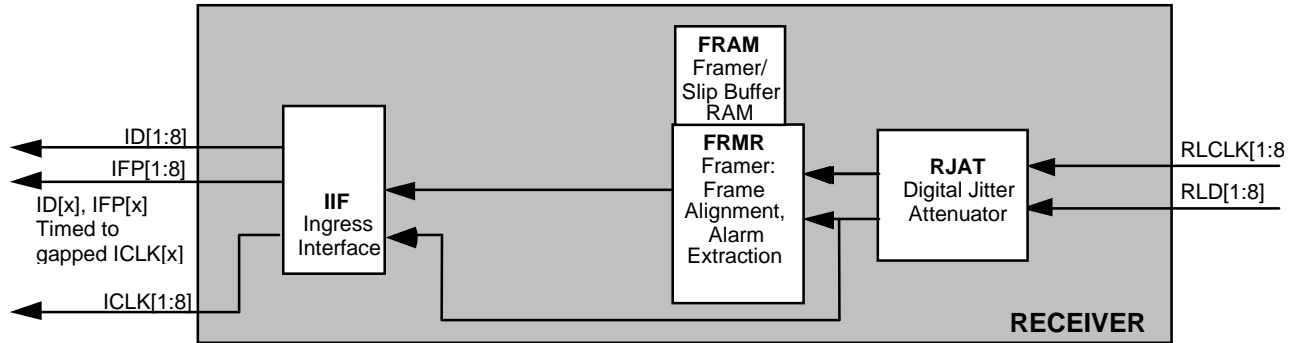 FRAM
Framer/
Slip Buffer
RAM
ID[1:8]
IFP[1:8]
ID[x], IFP[x]
Timed to
gapped ICLK[x]
ICLK[1:8]
IIF
Ingress
Interface
FRMR
Framer:
Frame
Alignment,
Alarm
Extraction
RJAT
Digital Jitter
Attenuator
RLCLK[1:8
RLD[1:8]
RECEIVER